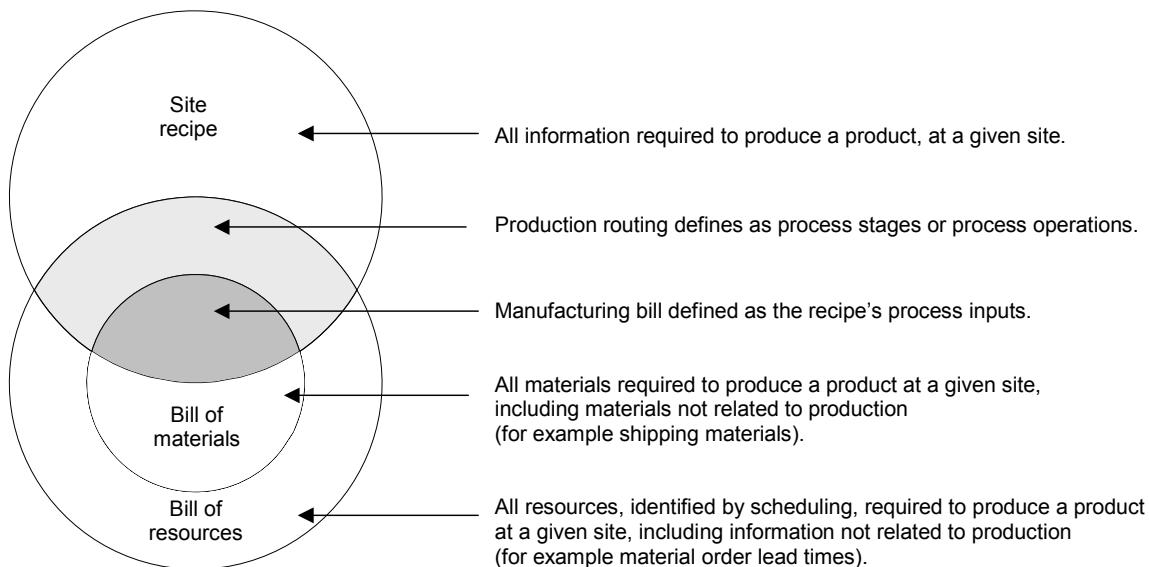 Site
recipe
All information required to produce a product, at a given site.
Production routing defines as process stages or process operations.
Manufacturing bill defined as the recipe’s process inputs.
All materials required to produce a product at a given site,
including materials not related to production
(for example shipping materials).
Bill of
materials
Bill of
resources
All resources, identified by scheduling, required to produce a product
at a given site, including information not related to production
(for example material order lead times).